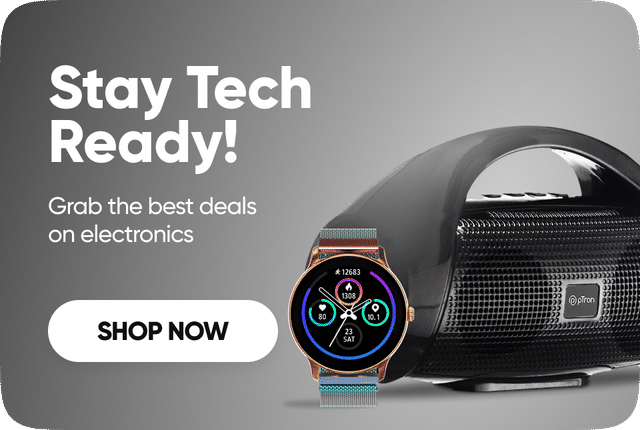 Stay Tech
Ready!
Grab the best deals
on electronics
SHOP NOW
12683
1308
80
10.1
23
SAT
pTron